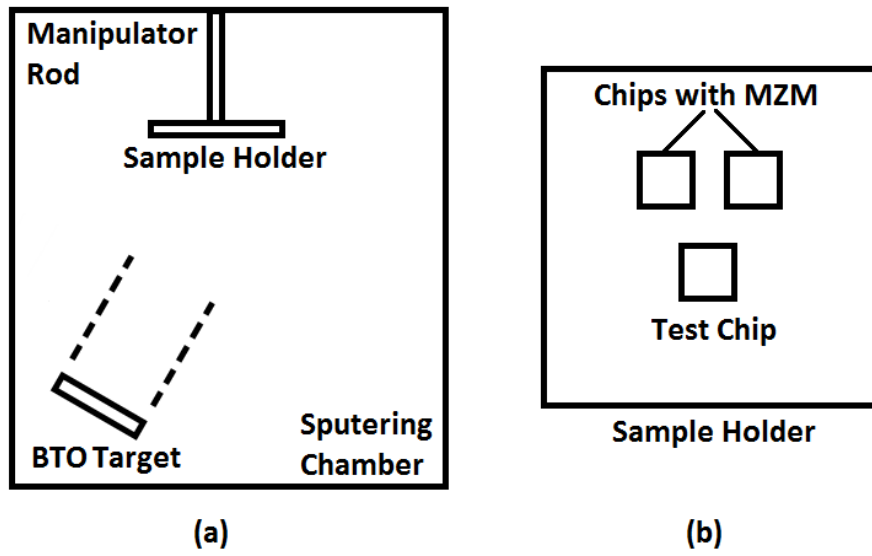 Manipulator
Rod
Sample Holder
BTO Target
Sputering
Chamber
(a)
Chips with MZM
Test Chip
Sample Holder
(b)